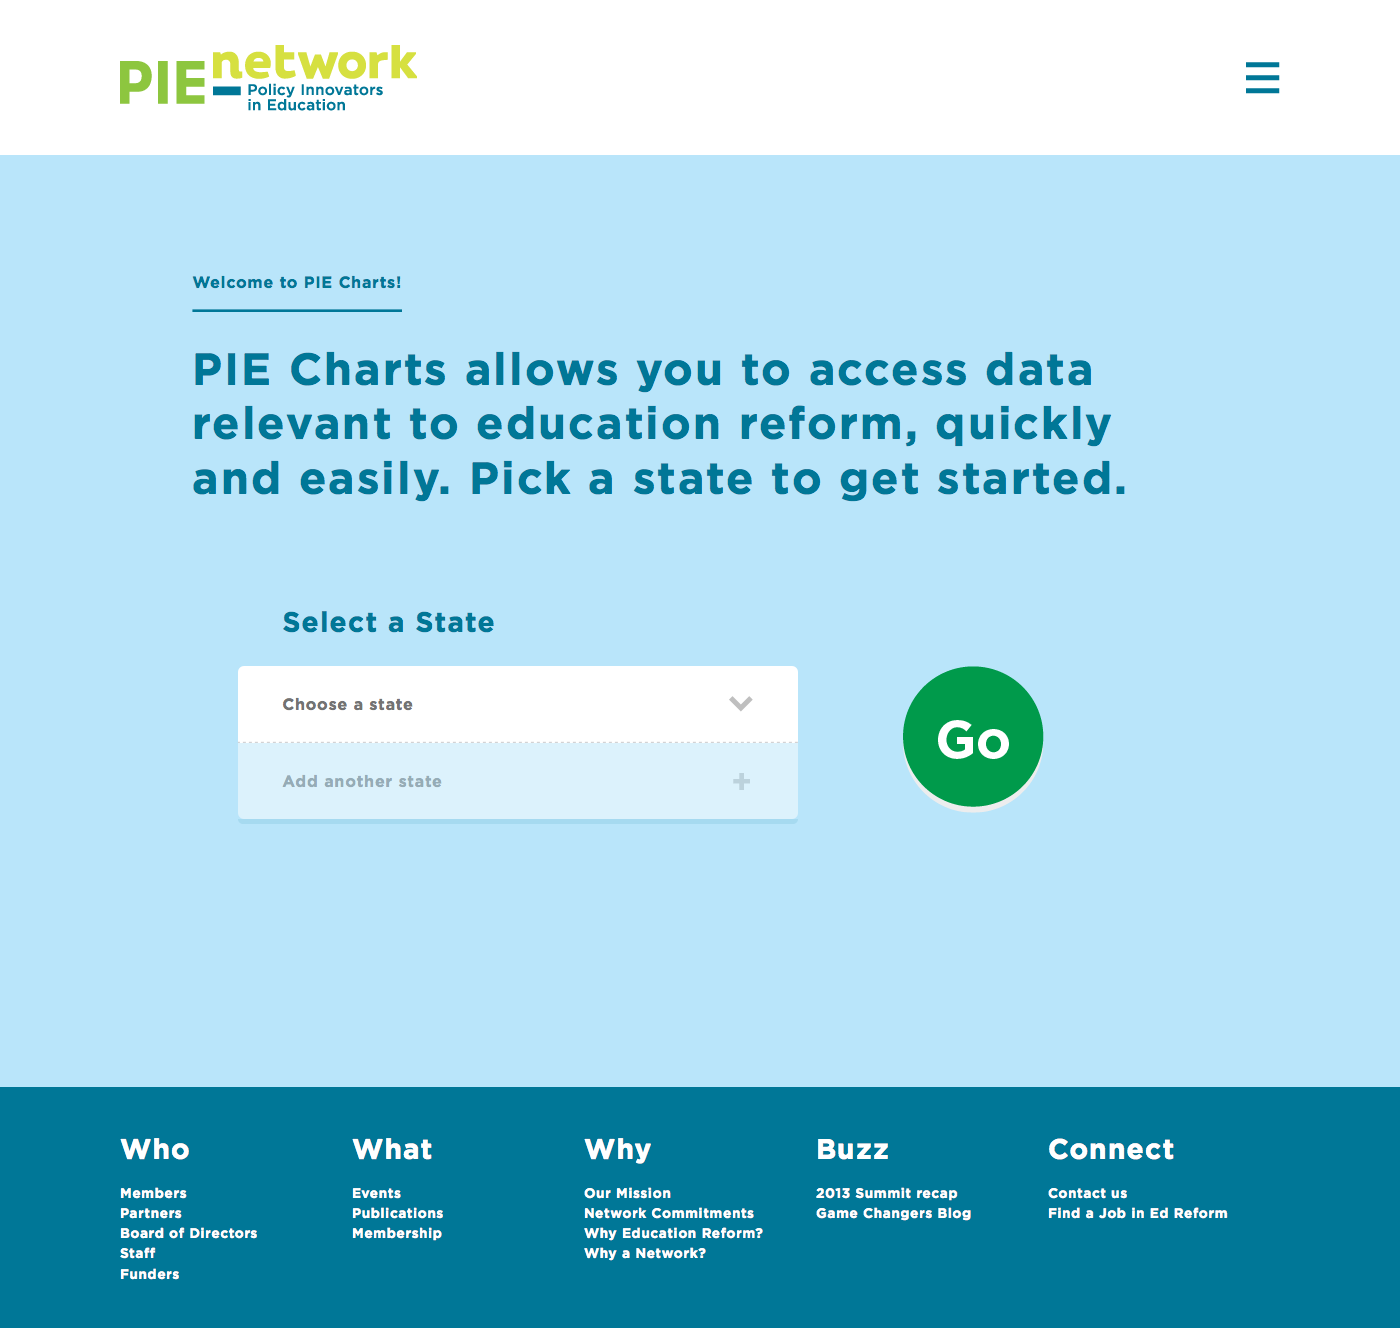 PIE network
Policy Innovators
in Education
Welcome to PIE Charts!
PIE Charts allows you to access data
relevant to education reform, quickly
and easily. Pick a state to get started.
Select a State
Choose a state
Add another state
Go
Who
Members
Partners
Board of Directors
Staff
Funders
What
Events
Publications
Membership
Why
Our Mission
Network Commitments
Why Education Reform?
Why a Network?
Buzz
2013 Summit recap
Game Changers Blog
Connect
Contact us
Find a Job in Ed Reform